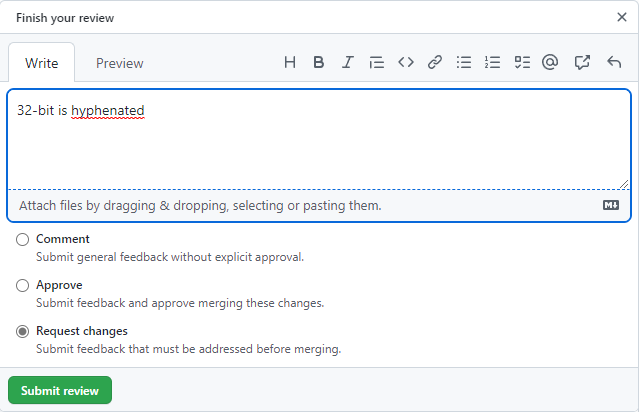 Finish your review
Write
Preview
32-bit is hyphenated
Attach files by dragging & dropping, selecting or pasting them.
Comment
Submit general feedback without explicit approval.
Approve
Submit feedback and approve merging these changes.
Request changes
Submit feedback that must be addressed before merging.
Submit review